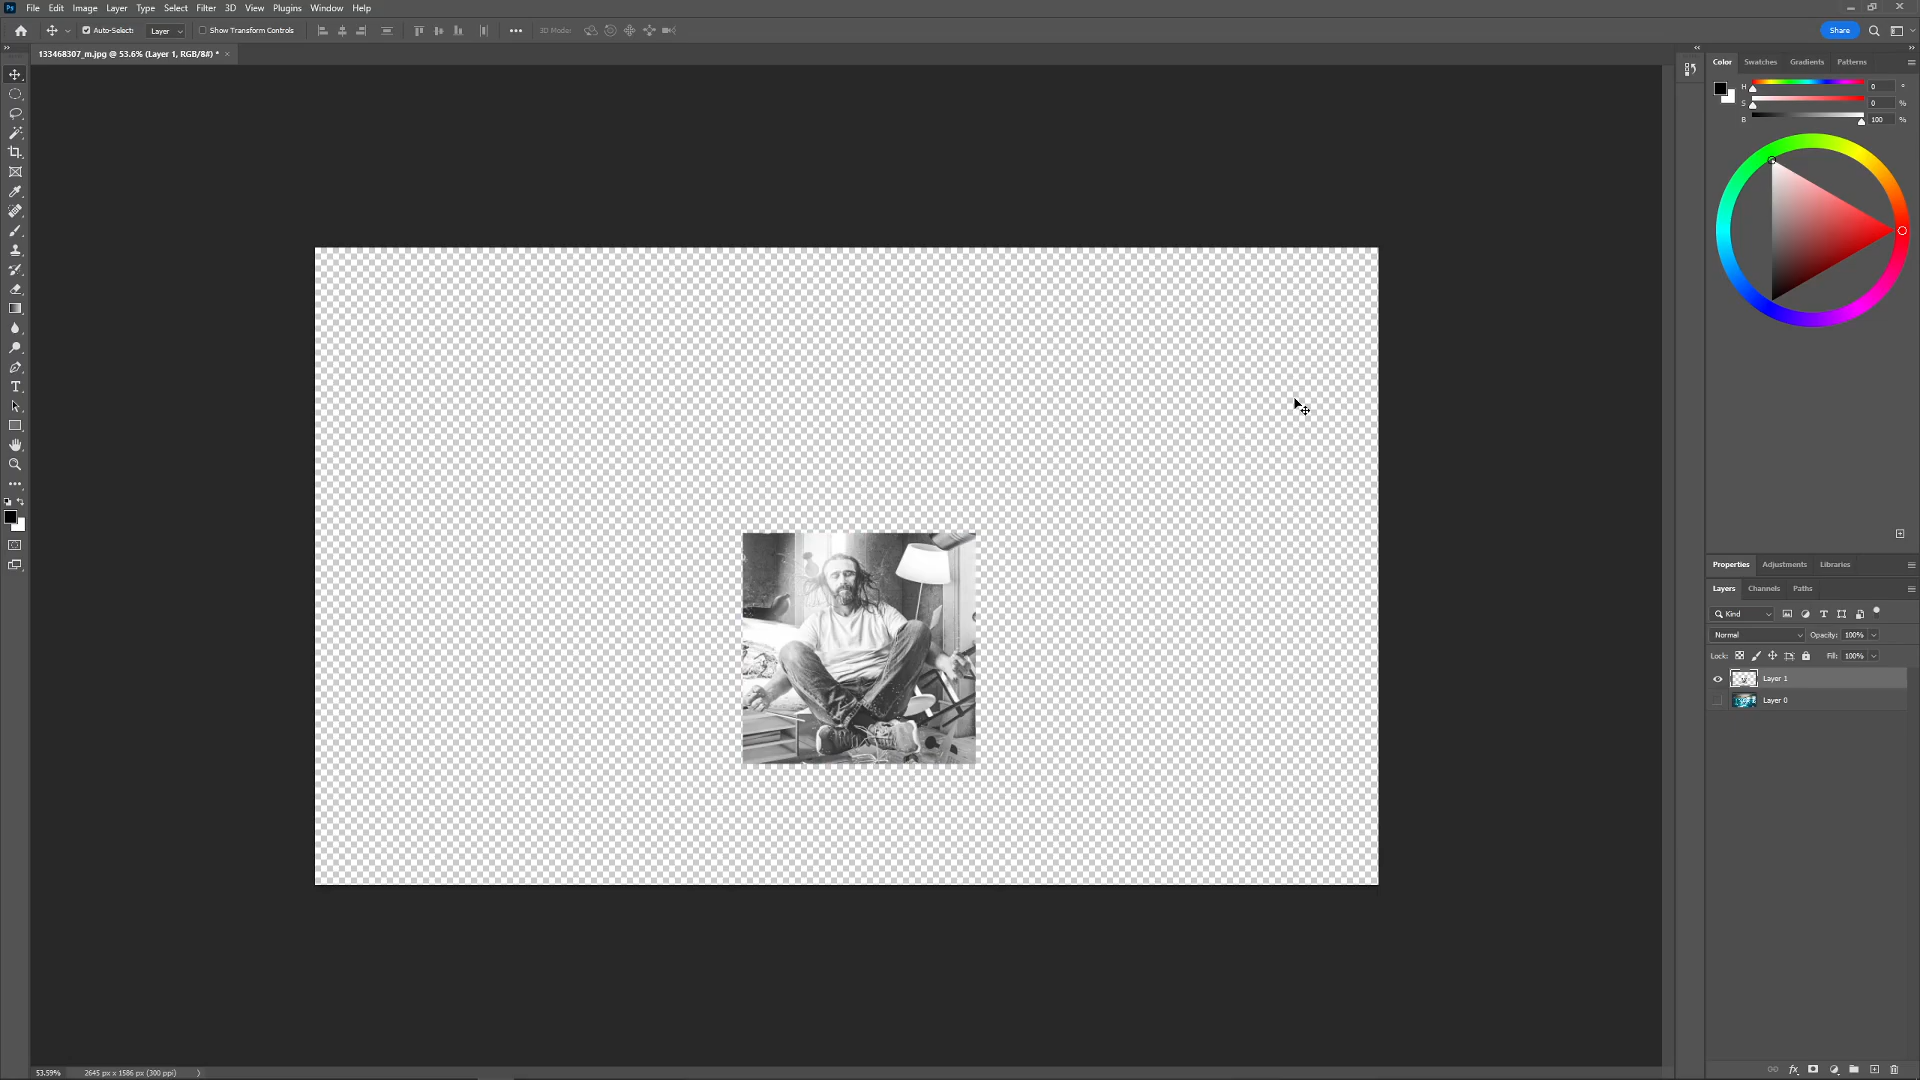 Ps File Edit Image Layer Type Select Filter 3D View Plugins Window Help
Auto-Select: Layer Show Transform Controls 3D Mode: Share
133468307_m.jpg @ 53.6% (Layer 1, RGB/8#) *
Color Swatches Gradients Patterns
H 0 °
S 0 %
B 100 %
Properties Adjustments Libraries
Layers Channels Paths
Kind
Normal Opacity: 100%
Lock: Fill: 100%
Layer 1
Layer 0
53.59% 2645 px x 1586 px (300 ppi)